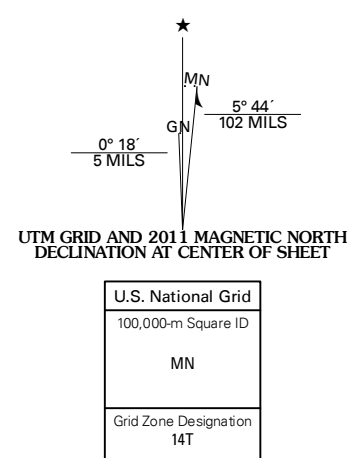 ★
MN
GN
5° 44´
102 MILS
0° 18´
5 MILS
UTM GRID AND 2011 MAGNETIC NORTH
DECLINATION AT CENTER OF SHEET
U.S. National Grid
100,000-m Square ID
MN
Grid Zone Designation
14T